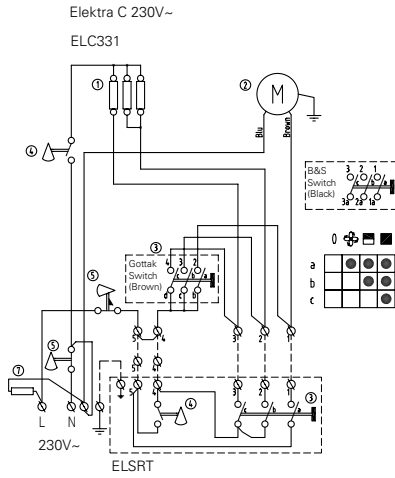 Elektra C 230V~
ELC331
①
②
M
④
Blu
Brown
B&S
Switch
(Black)
3 2 1
c b a
3a 2a 1a
0
a
b
c
③
Gottak
Switch
(Brown)
4 3 2
c b a
d c b
⑤
5 4 3 2 1
⑤
5 4
⑦
5 4 3 2 1
④
c b a
③
L N
230V~
ELSRT